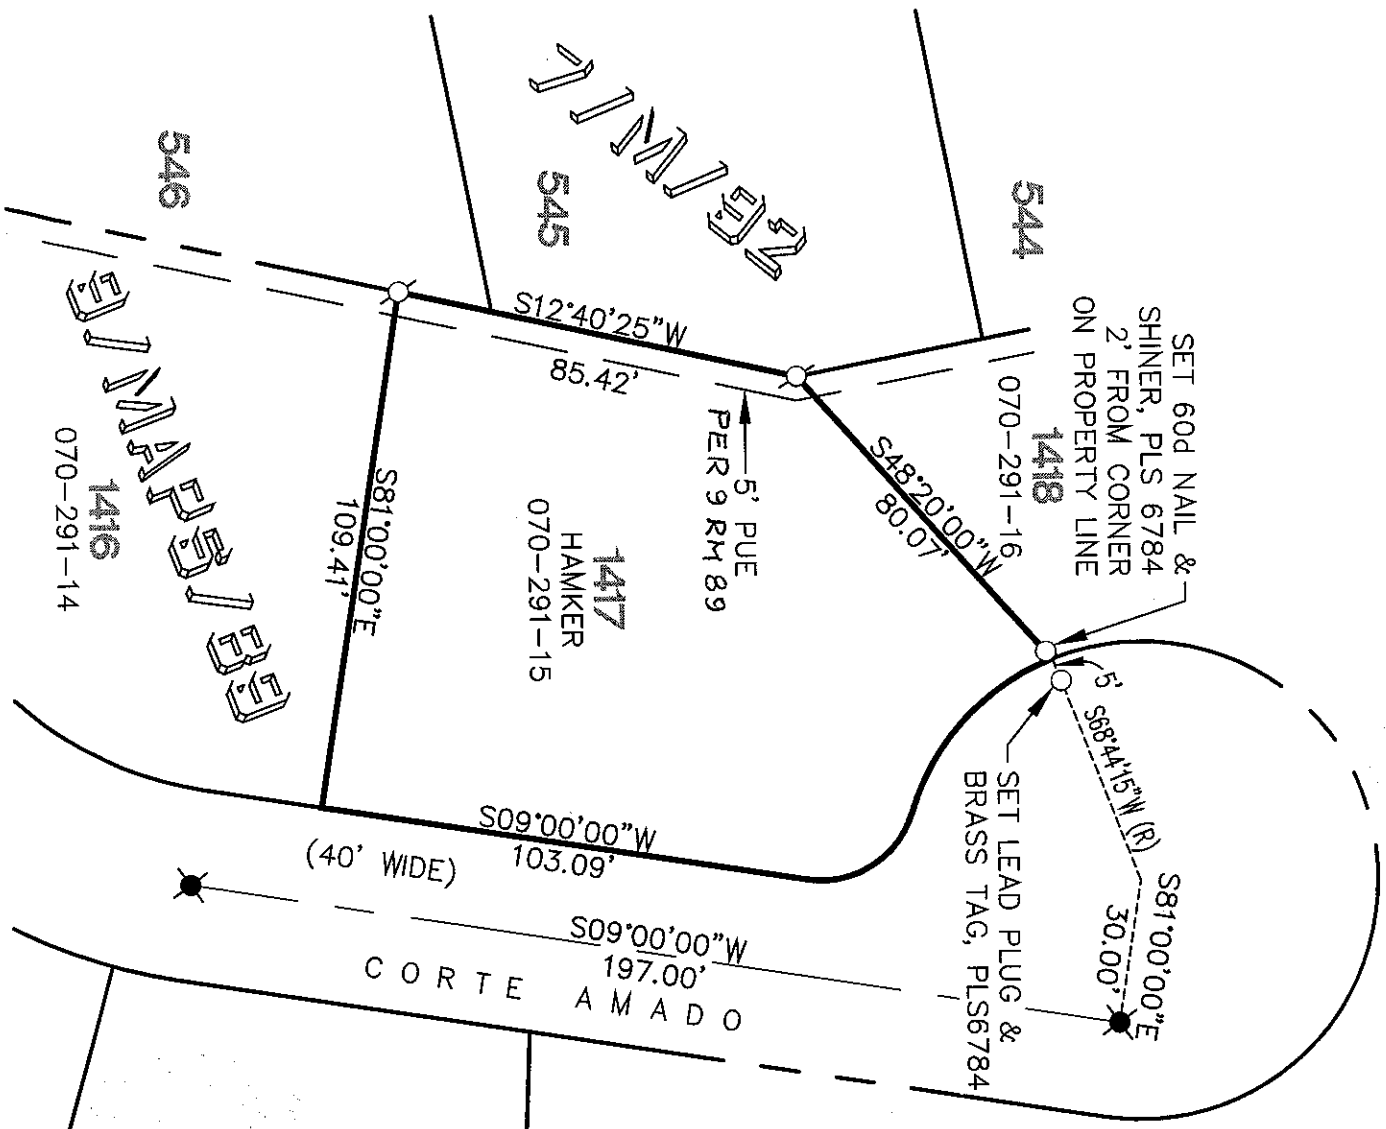 544
545
546
7/M/92
9/MAPS/89
SET 60d NAIL &
SHINER, PLS 6784
2' FROM CORNER
ON PROPERTY LINE
1418
070-291-16
S12°40'25"W
85.42'
S48°20'00"W
80.07'
5' PUE
PER 9 RM 89
5'
S68°44'15"W (R)
S81°00'00"E
30.00'
1417
HAMKER
070-291-15
S81°00'00"E
109.41'
1416
070-291-14
SET LEAD PLUG &
BRASS TAG, PLS6784
S09°00'00"W
103.09'
(40' WIDE)
S09°00'00"W
197.00'
CORTE AMADO